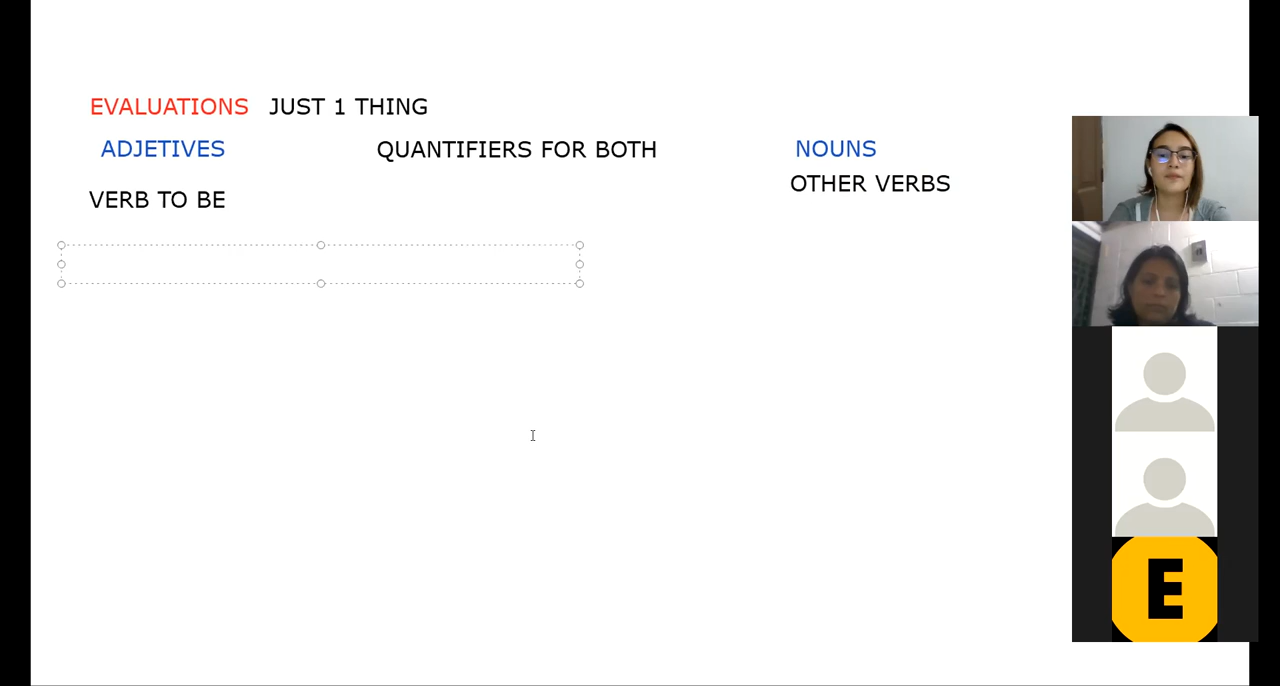 EVALUATIONS JUST 1 THING
ADJETIVES QUANTIFIERS FOR BOTH NOUNS
OTHER VERBS
VERB TO BE
E